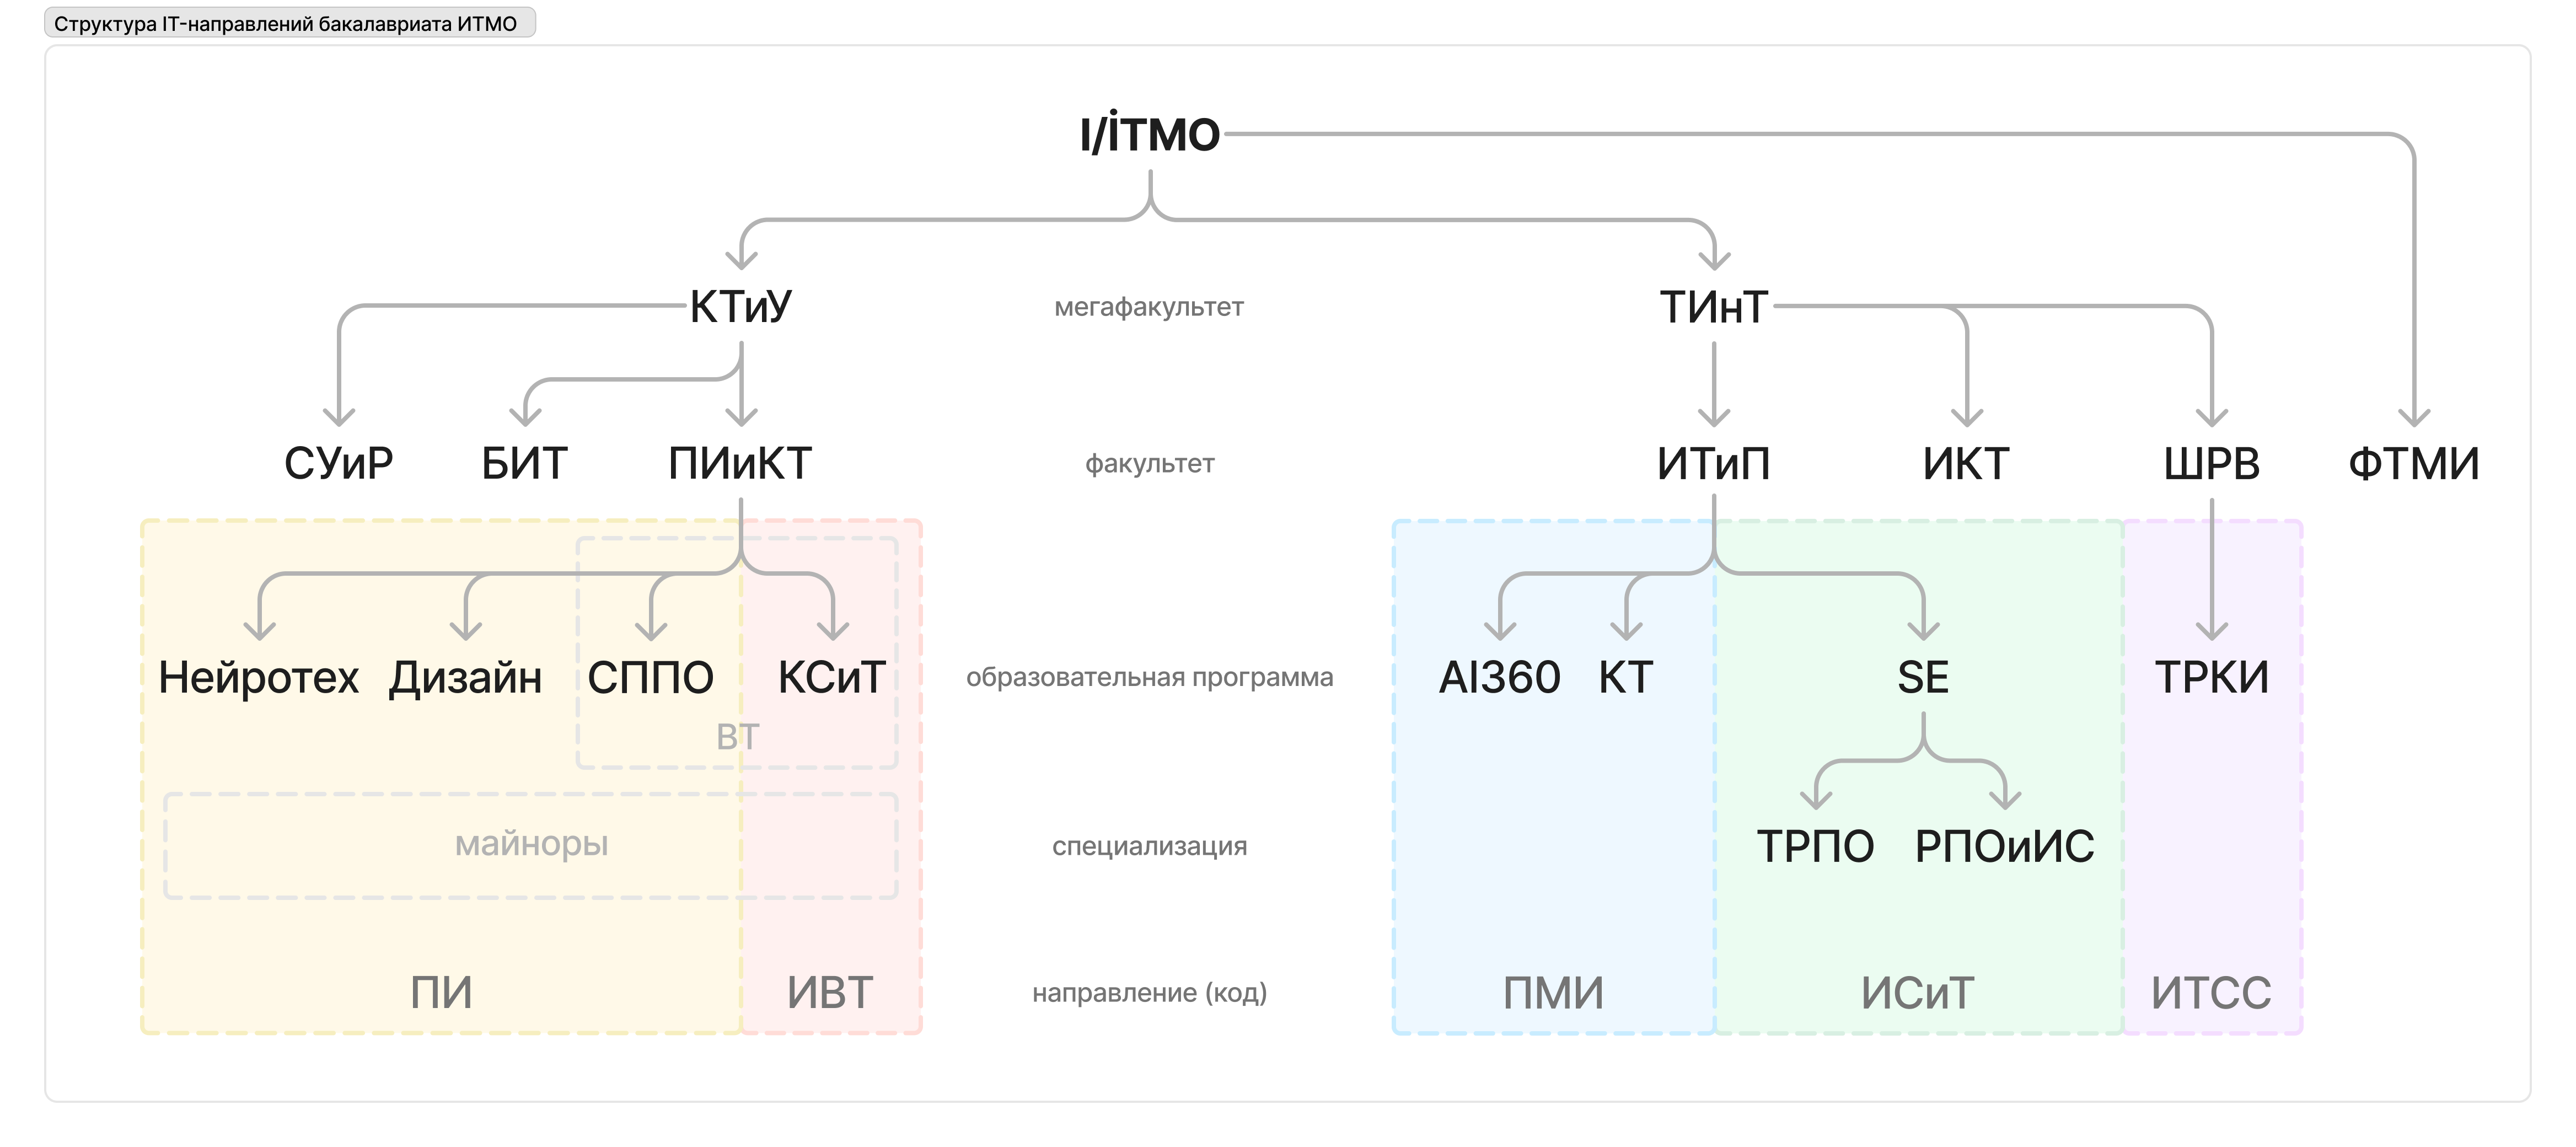 Структура IT-направлений бакалавриата ИТМО
I/İTMO
КТиУ
мегафакультет
ТИнТ
СУиР
БИТ
ПИиКТ
факультет
ИТиП
ИКТ
ШРВ
ФТМИ
Нейротех
Дизайн
СППО
КСиТ
образовательная программа
AI360
КТ
SE
ТРКИ
ВТ
майноры
специализация
ТРПО
РПОиИС
ПИ
ИВТ
направление (код)
ПМИ
ИСиТ
ИТСС